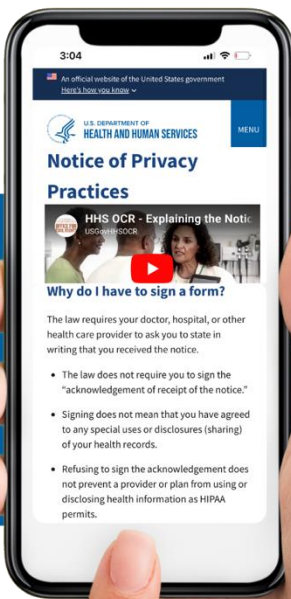 3:04
An official website of the United States government
Here's how you know
U.S. DEPARTMENT OF
HEALTH AND HUMAN SERVICES
MENU
Notice of Privacy
Practices
HHS OCR - Explaining the Notic
USGovHHSOCR
Why do I have to sign a form?
The law requires your doctor, hospital, or other
health care provider to ask you to state in
writing that you received the notice.
• The law does not require you to sign the
“acknowledgement of receipt of the notice.”
• Signing does not mean that you have agreed
to any special uses or disclosures (sharing)
of your health records.
• Refusing to sign the acknowledgement does
not prevent a provider or plan from using or
disclosing health information as HIPAA
permits.